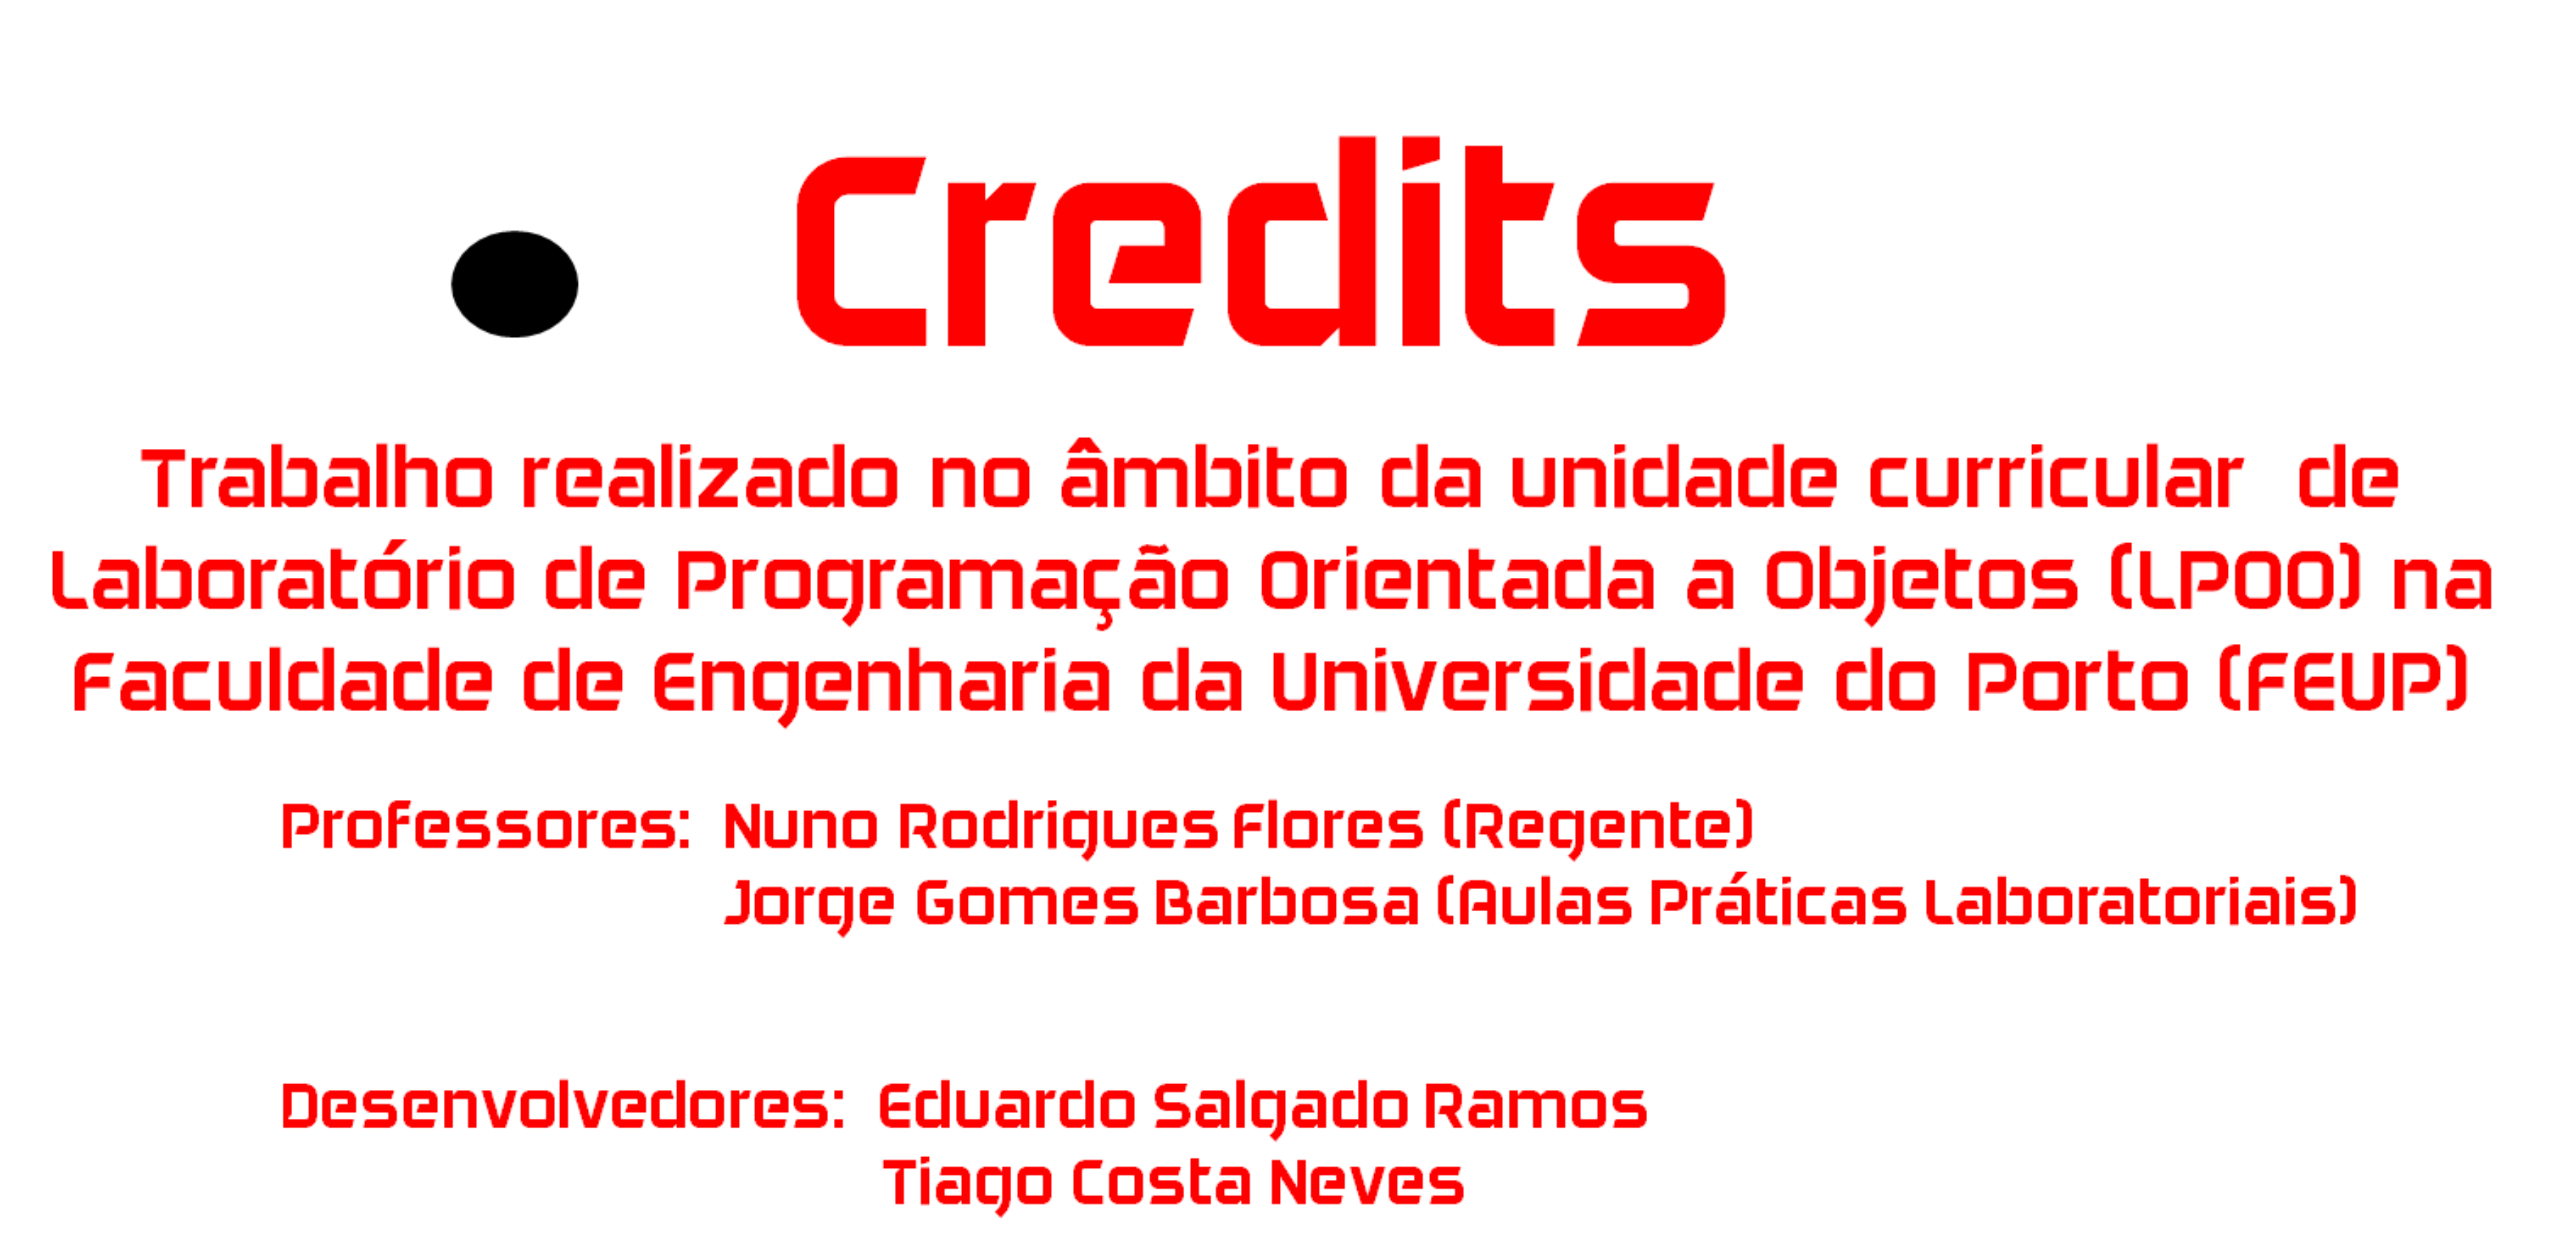 Credits
Trabalho realizado no âmbito da unidade curricular  de
Laboratório de Programação Orientada a Objetos (LPOO) na
Faculdade de Engenharia da Universidade do Porto (FEUP)
Professores: Nuno Rodrigues Flores (Regente)
Jorge Gomes Barbosa (Aulas Práticas Laboratoriais)
Desenvolvedores: Eduardo Salgado Ramos
Tiago Costa Neves